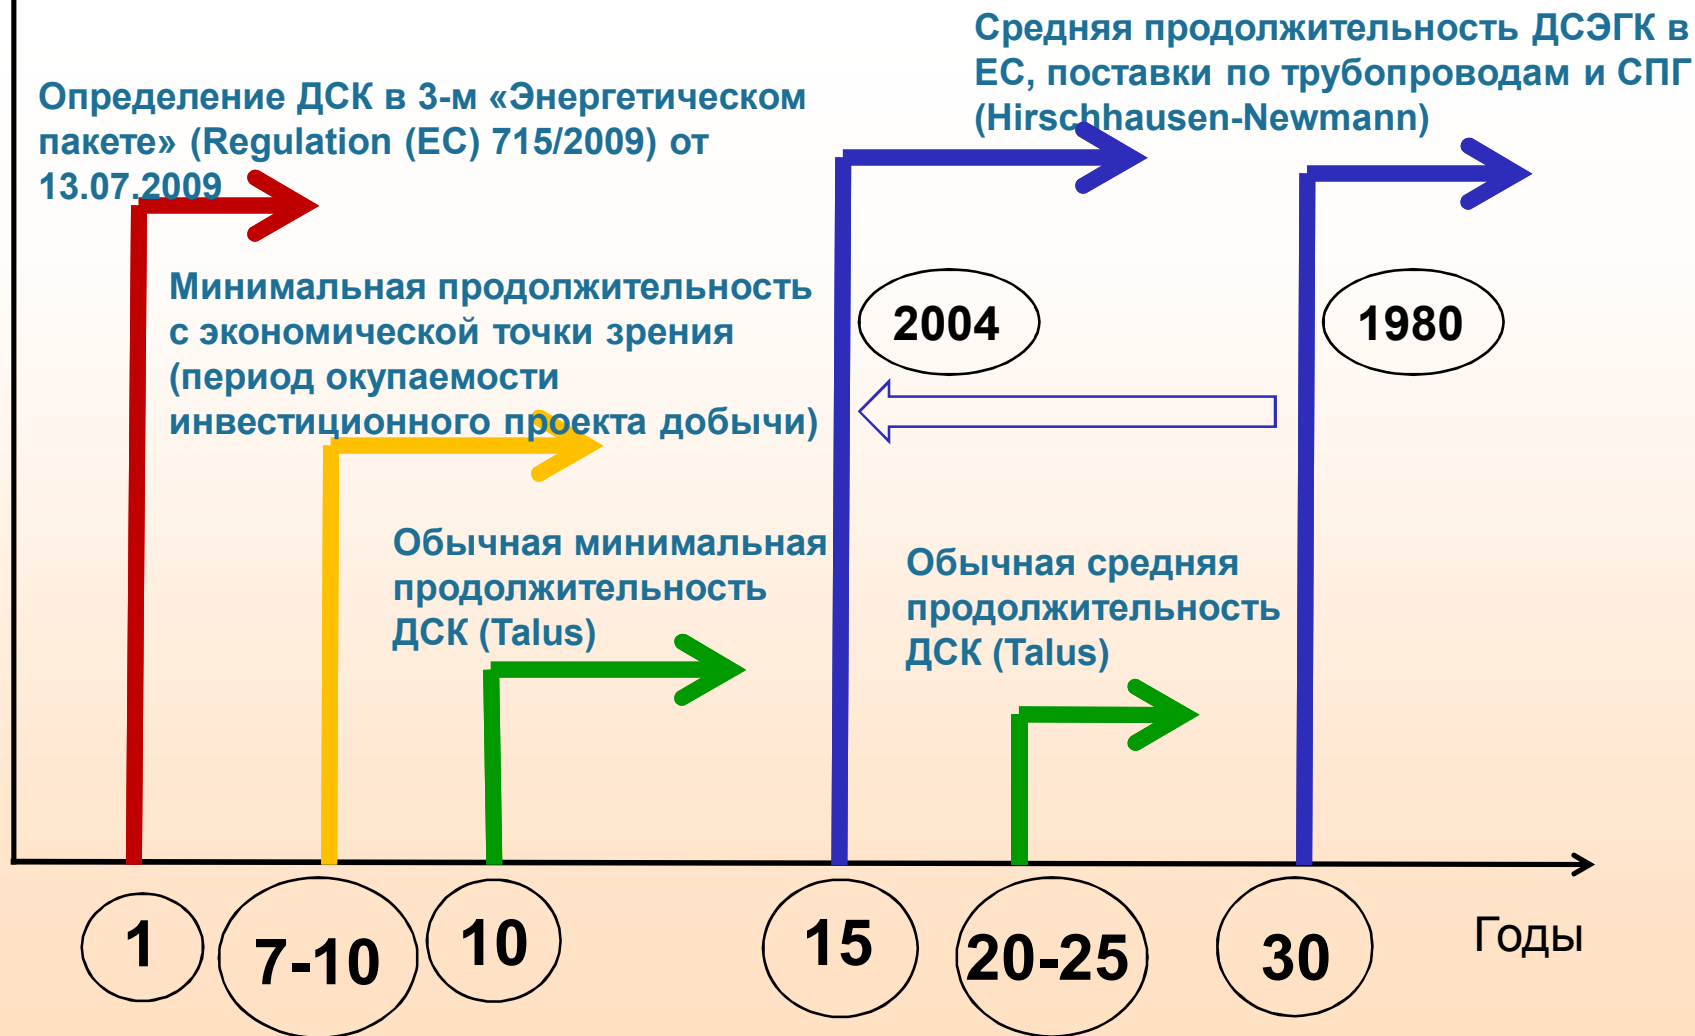 Средняя продолжительность ДСЭГК в
ЕС, поставки по трубопроводам и СПГ
(Hirschhausen-Newmann)
Определение ДСК в 3-м «Энергетическом
пакете» (Regulation (EC) 715/2009) от
13.07.2009
Минимальная продолжительность
с экономической точки зрения
(период окупаемости
инвестиционного проекта добычи)
2004
1980
Обычная минимальная
продолжительность
ДСК (Talus)
Обычная средняя
продолжительность
ДСК (Talus)
1
7-10
10
15
20-25
30
Годы